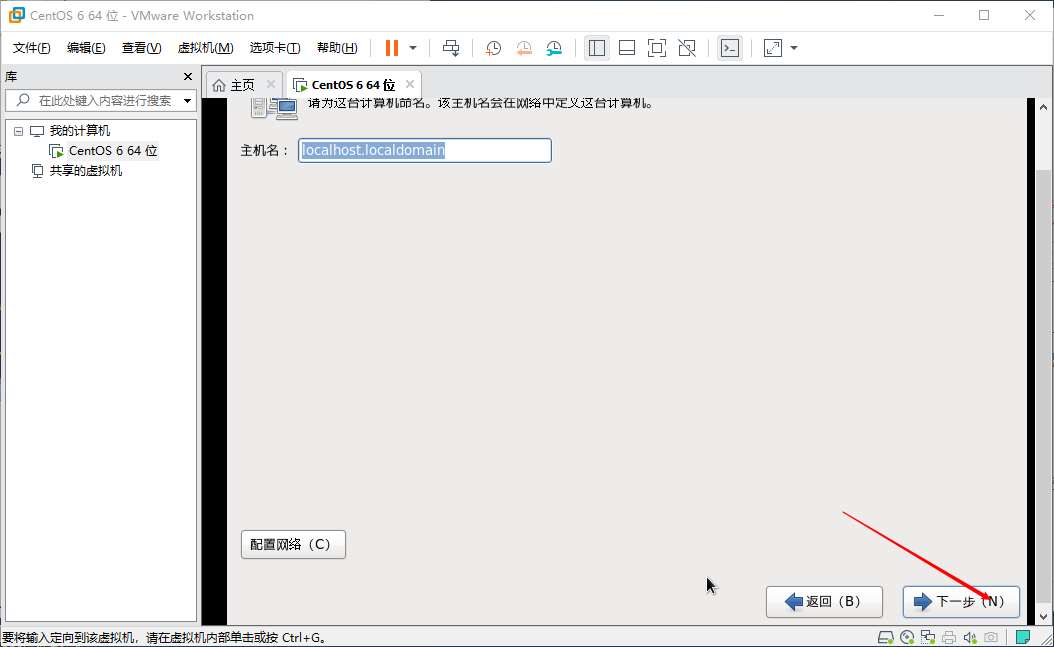 CentOS 6 64 位 - VMware Workstation
文件(F) 编辑(E) 查看(V) 虚拟机(M) 选项卡(T) 帮助(H)
库
主页
CentOS 6 64 位
在此处键入内容进行搜索
请为这台计算机命名。该主机名会在网络中定义这台计算机。
我的计算机
CentOS 6 64 位
共享的虚拟机
主机名：
localhost.localdomain
配置网络（C）
返回（B）
下一步（N）
要将输入定向到该虚拟机，请在虚拟机内部单击或按 Ctrl+G。